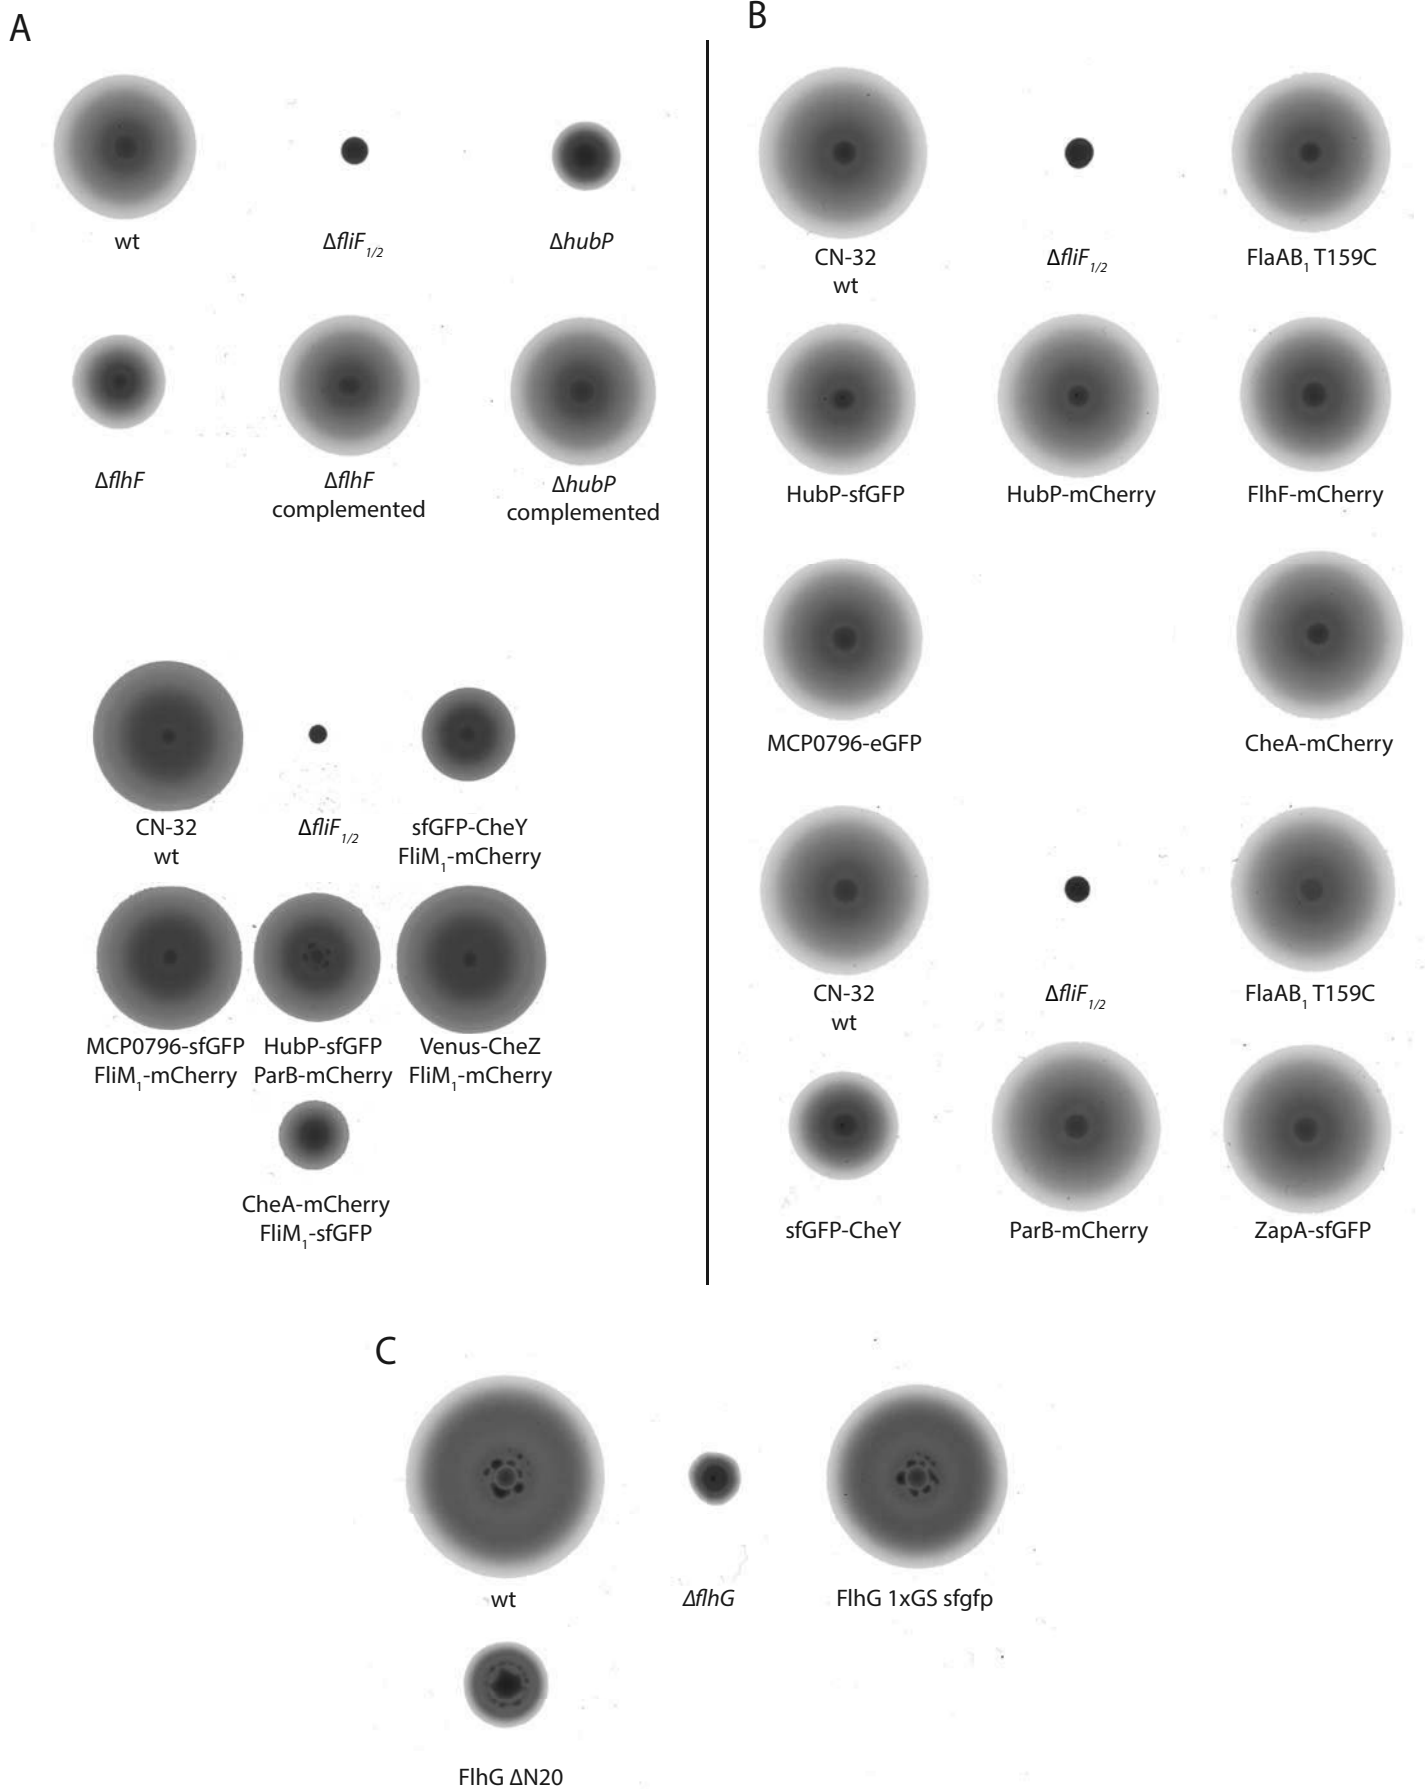 A
wt
ΔfliF1/2
ΔhubP
ΔflhF
ΔflhF
complemented
ΔhubP
complemented
CN-32
wt
ΔfliF1/2
sfGFP-CheY
FliM1-mCherry
MCP0796-sfGFP
FliM1-mCherry
HubP-sfGFP
ParB-mCherry
Venus-CheZ
FliM1-mCherry
CheA-mCherry
FliM1-sfGFP
B
CN-32
wt
ΔfliF1/2
FlaAB1 T159C
HubP-sfGFP
HubP-mCherry
FlhF-mCherry
MCP0796-eGFP
CheA-mCherry
CN-32
wt
ΔfliF1/2
FlaAB1 T159C
sfGFP-CheY
ParB-mCherry
ZapA-sfGFP
C
wt
ΔflhG
FlhG 1xGS sfgfp
FlhG ΔN20